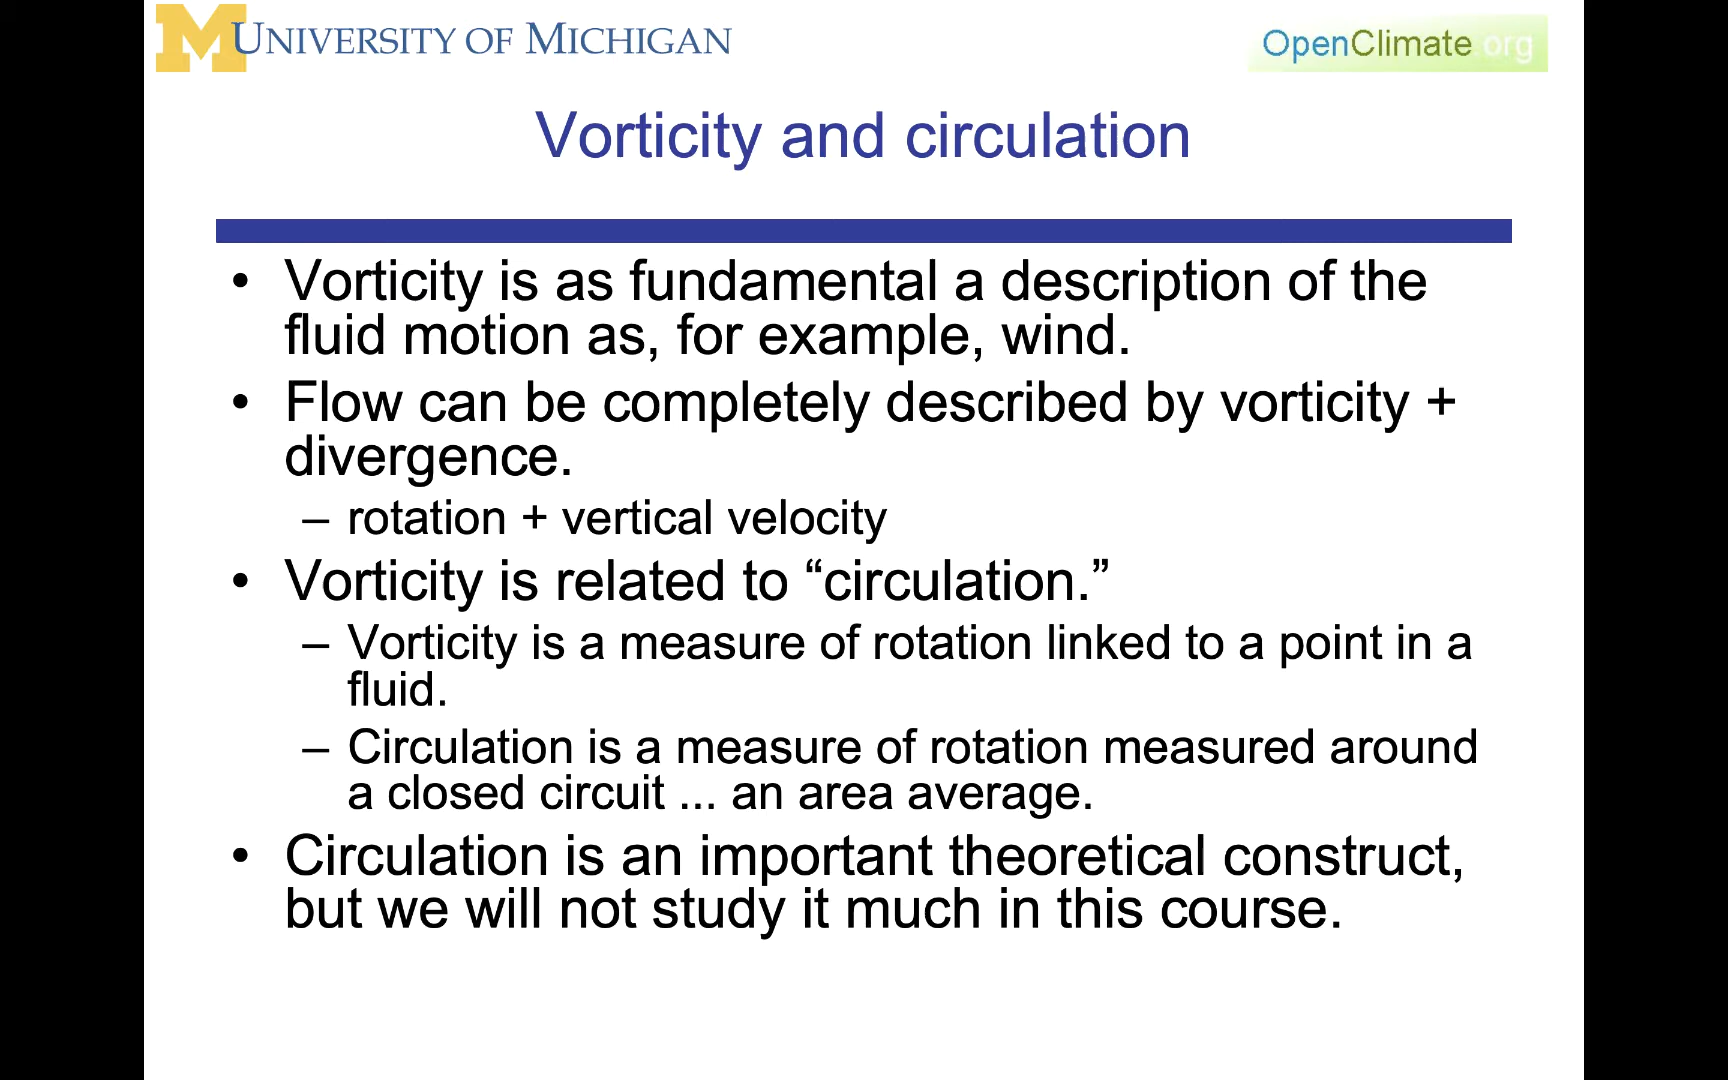 UNIVERSITY OF MICHIGAN
OpenClimate.org
Vorticity and circulation
• Vorticity is as fundamental a description of the
fluid motion as, for example, wind.
• Flow can be completely described by vorticity +
divergence.
– rotation + vertical velocity
• Vorticity is related to “circulation.”
– Vorticity is a measure of rotation linked to a point in a
fluid.
– Circulation is a measure of rotation measured around
a closed circuit ... an area average.
• Circulation is an important theoretical construct,
but we will not study it much in this course.